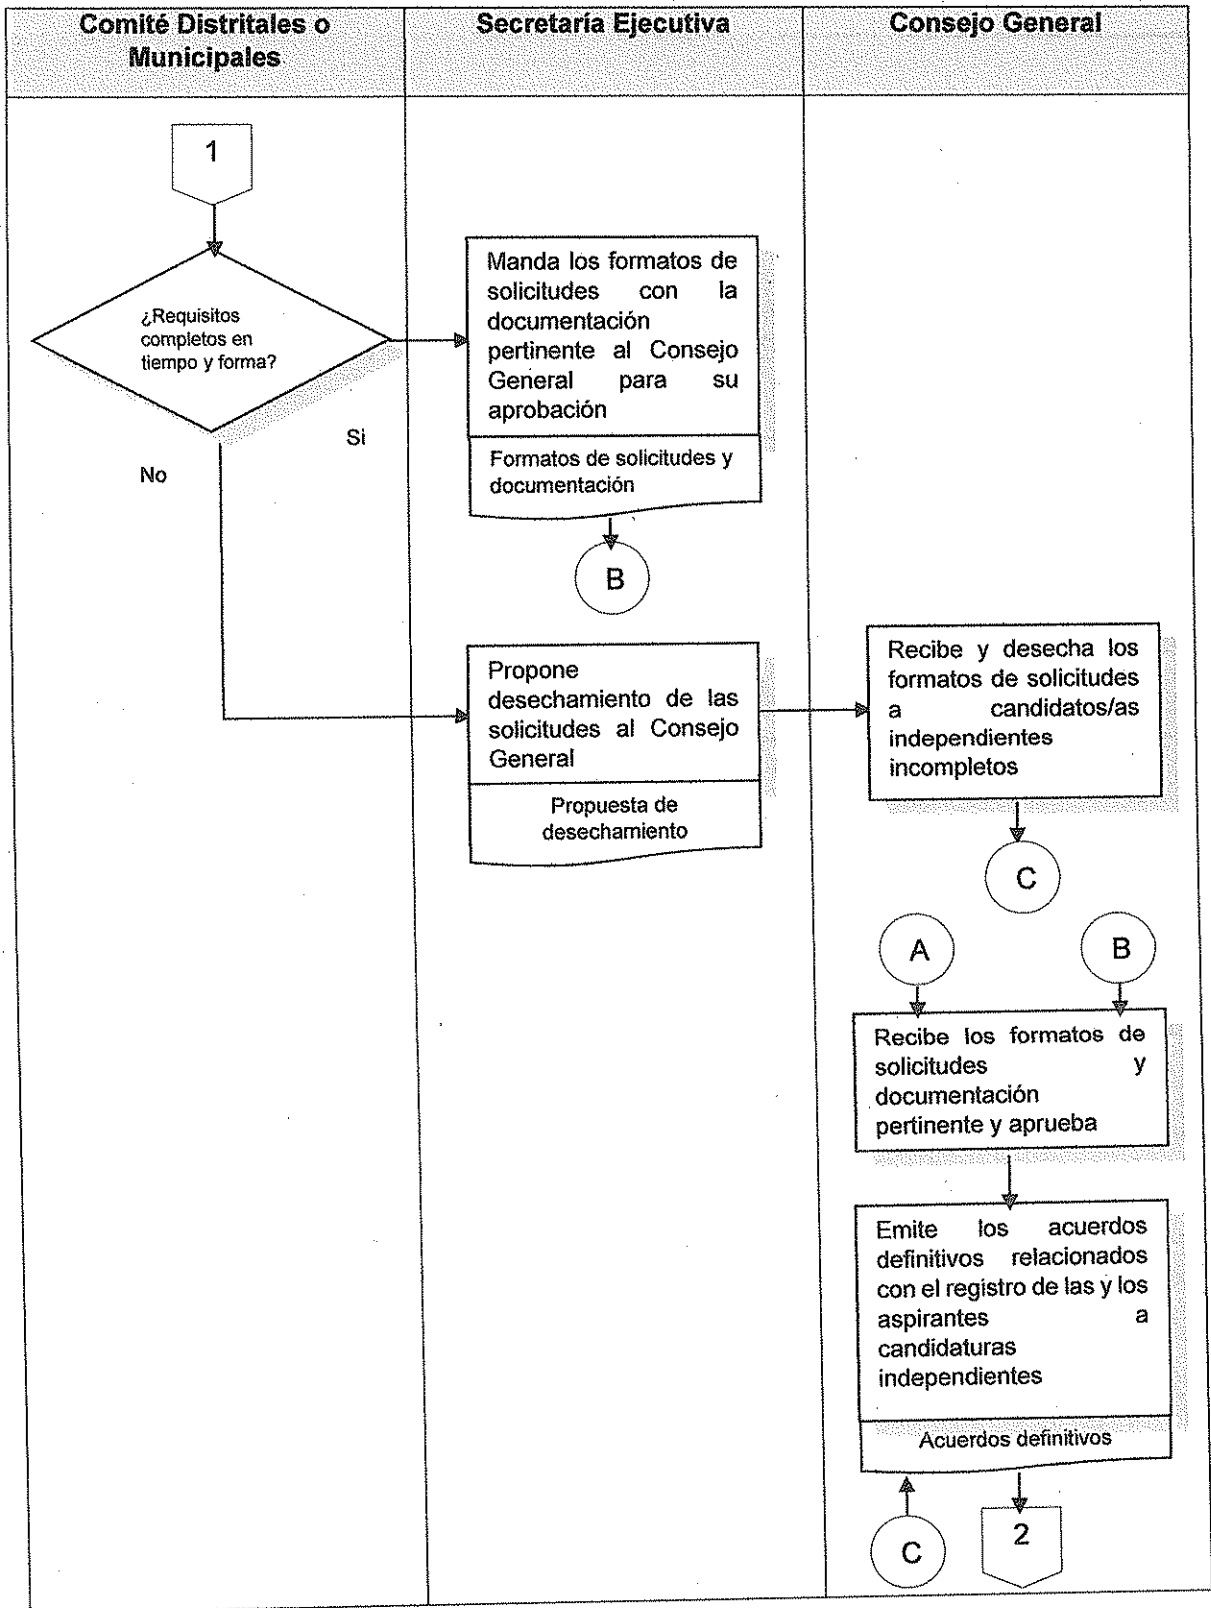 Comité Distritales o
Municipales
Secretaría Ejecutiva
Consejo General
1
¿Requisitos
completos en
tiempo y forma?
Si
No
Manda los formatos de
solicitudes con la
documentación
pertinente al Consejo
General para su
aprobación
Formatos de solicitudes y
documentación
B
Propone
desechamiento de las
solicitudes al Consejo
General
Propuesta de
desechamiento
Recibe y desecha los
formatos de solicitudes
a candidatos/as
independientes
incompletos
C
A
B
Recibe los formatos de
solicitudes y
documentación
pertinente y aprueba
Emite los acuerdos
definitivos relacionados
con el registro de las y los
aspirantes a
candidaturas
independientes
Acuerdos definitivos
C
2